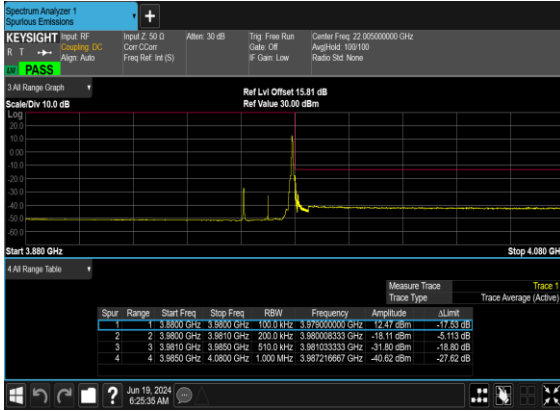 Spectrum Analyzer 1
Spurious Emissions
KEYSIGHT Input: RF Input Z: 50 Ω Atten: 30 dB Trig: Free Run Center Freq: 22.005000000 GHz
R T Coupling: DC Corr CCorr Gate: Off Avg|Hold: 100/100
Align: Auto Freq Ref: Int (S) IF Gain: Low Radio Std: None
PASS
3 All Range Graph
Ref Lvl Offset 15.81 dB
Scale/Div 10.0 dB Ref Value 30.00 dBm
Log
20.0
10.0
0.00
-10.0
-20.0
-30.0
-40.0
-50.0
-60.0
Start 3.880 GHz Stop 4.080 GH
4 All Range Table
Measure Trace Trace 1
Trace Type Trace Average (Active)
Spur Range Start Freq Stop Freq RBW Frequency Amplitude ΔLimit
1 1 3.8800 GHz 3.9800 GHz 100.0 kHz 3.979000000 GHz 12.47 dBm -17.53 dB
2 2 3.9800 GHz 3.9810 GHz 200.0 kHz 3.980008333 GHz -18.11 dBm -5.113 dB
3 3 3.9810 GHz 3.9850 GHz 510.0 kHz 3.981033333 GHz -31.80 dBm -18.80 dB
4 4 3.9850 GHz 4.0800 GHz 1.000 MHz 3.987216667 GHz -40.62 dBm -27.62 dB
Jun 19, 2024
6:25:35 AM